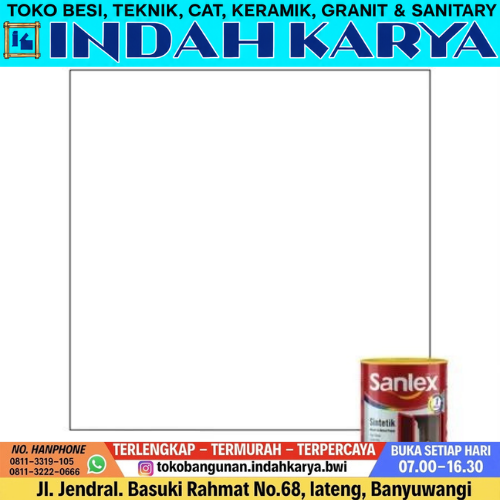 TOKO BESI, TEKNIK, CAT, KERAMIK, GRANIT & SANITARY
INDAH KARYA
Sanlex
Sintetik
NO. HANPHONE
0811-3319-105
0811-3222-0666
TERLENGKAP – TERMURAH – TERPERCAYA
tokobangunan.indahkarya.bwi
BUKA SETIAP HARI
07.00–16.30
Jl. Jendral. Basuki Rahmat No.68, lateng, Banyuwangi